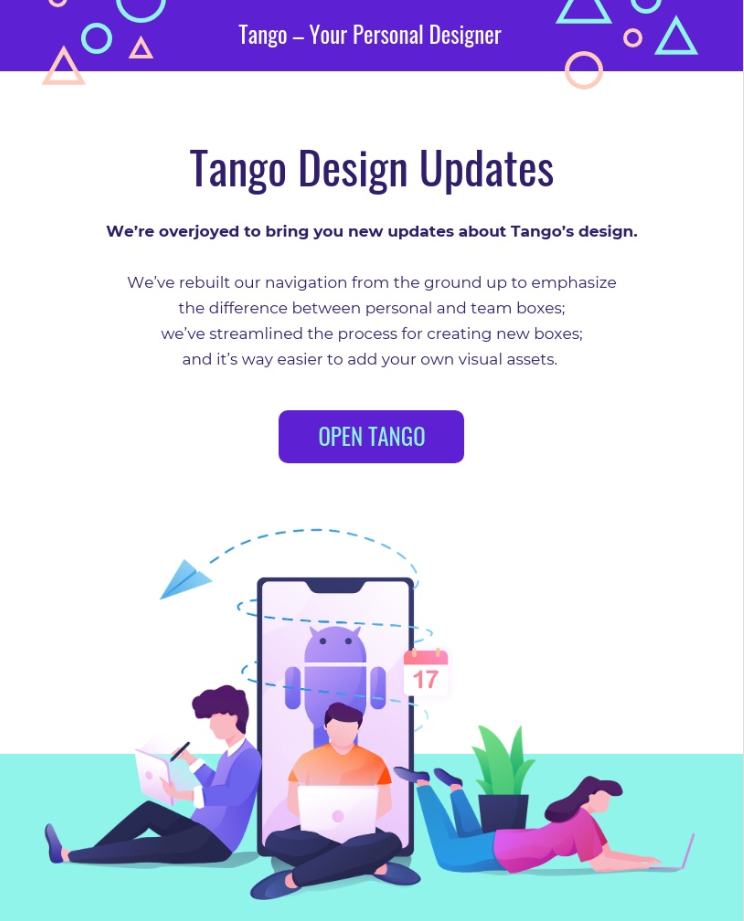 Tango – Your Personal Designer
Tango Design Updates
We’re overjoyed to bring you new updates about Tango’s design.
We’ve rebuilt our navigation from the ground up to emphasize
the difference between personal and team boxes;
we’ve streamlined the process for creating new boxes;
and it’s way easier to add your own visual assets.
OPEN TANGO
17